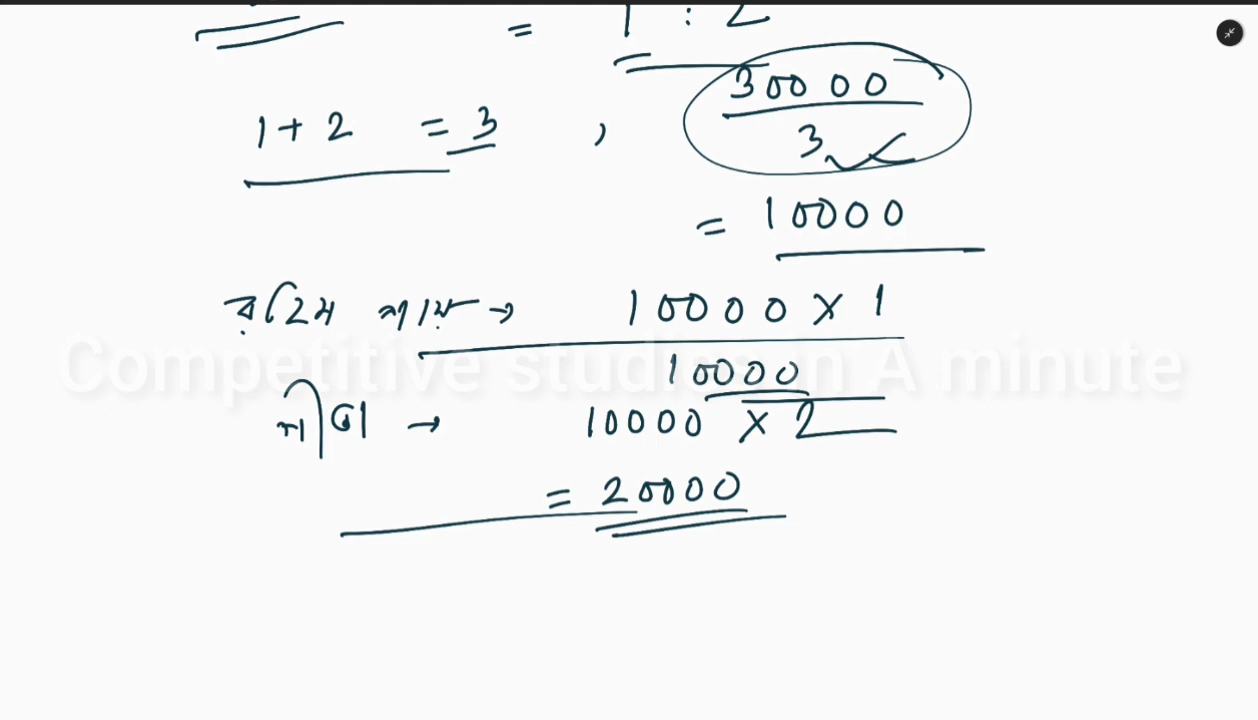 = 1 : 2
1 + 2 = 3 , 30000
3
= 10000
রহিম পায় → 10000 × 1
10000
সীতা → 10000 × 2
= 20000
Competitive studies in A minute